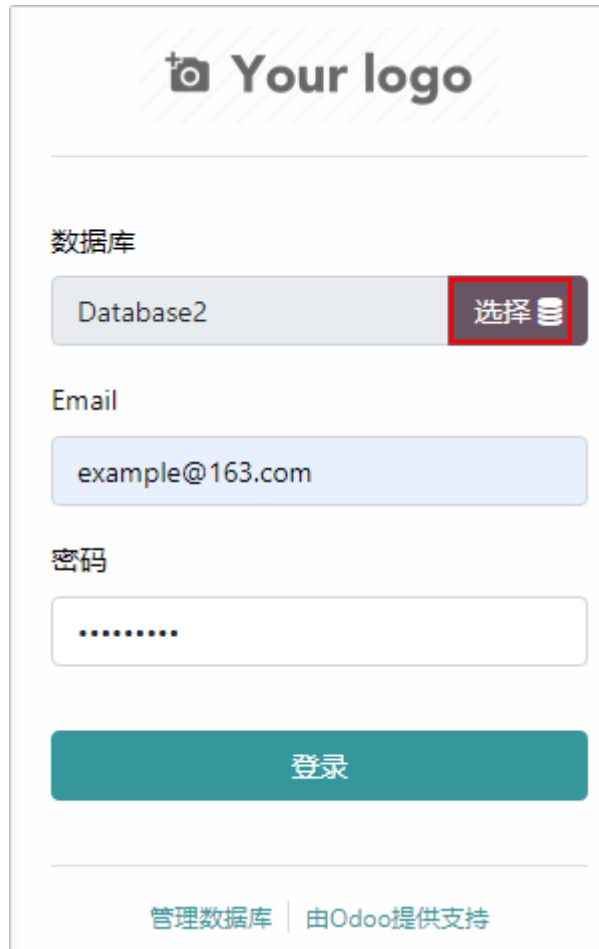 Your logo
数据库
Database2 选择
Email
example@163.com
密码
•••••••••
登录
管理数据库 由Odoo提供支持